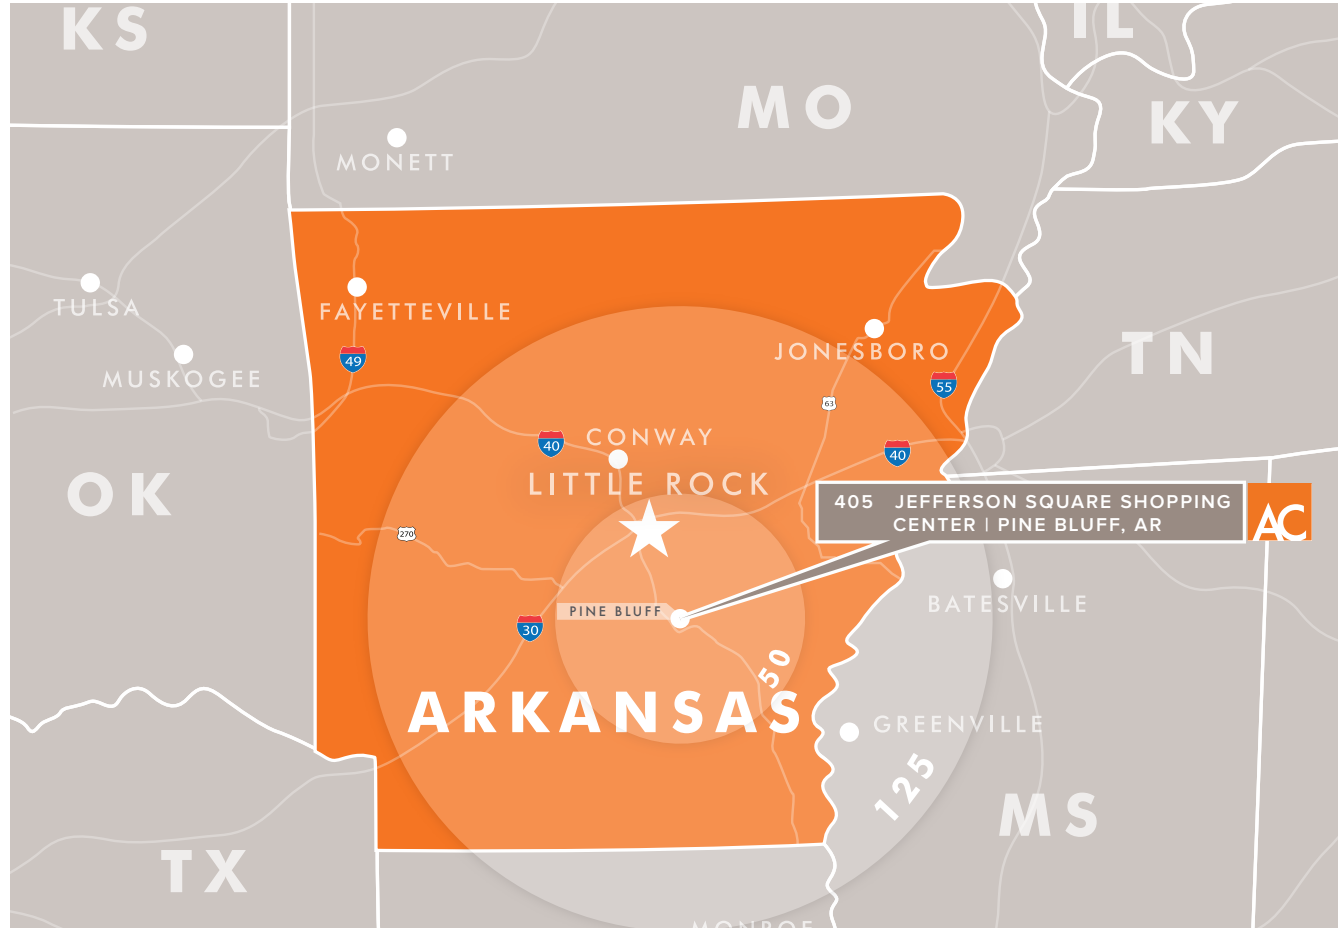 KS
IL
MO
KY
MONETT
TULSA
FAYETTEVILLE
JONESBORO
TN
49
MUSKOGEE
55
63
CONWAY
40
40
LITTLE ROCK
OK
405 JEFFERSON SQUARE SHOPPING
CENTER | PINE BLUFF, AR
AC
270
BATESVILLE
PINE BLUFF
30
50
ARKANSAS
GREENVILLE
125
MS
TX
MONROE